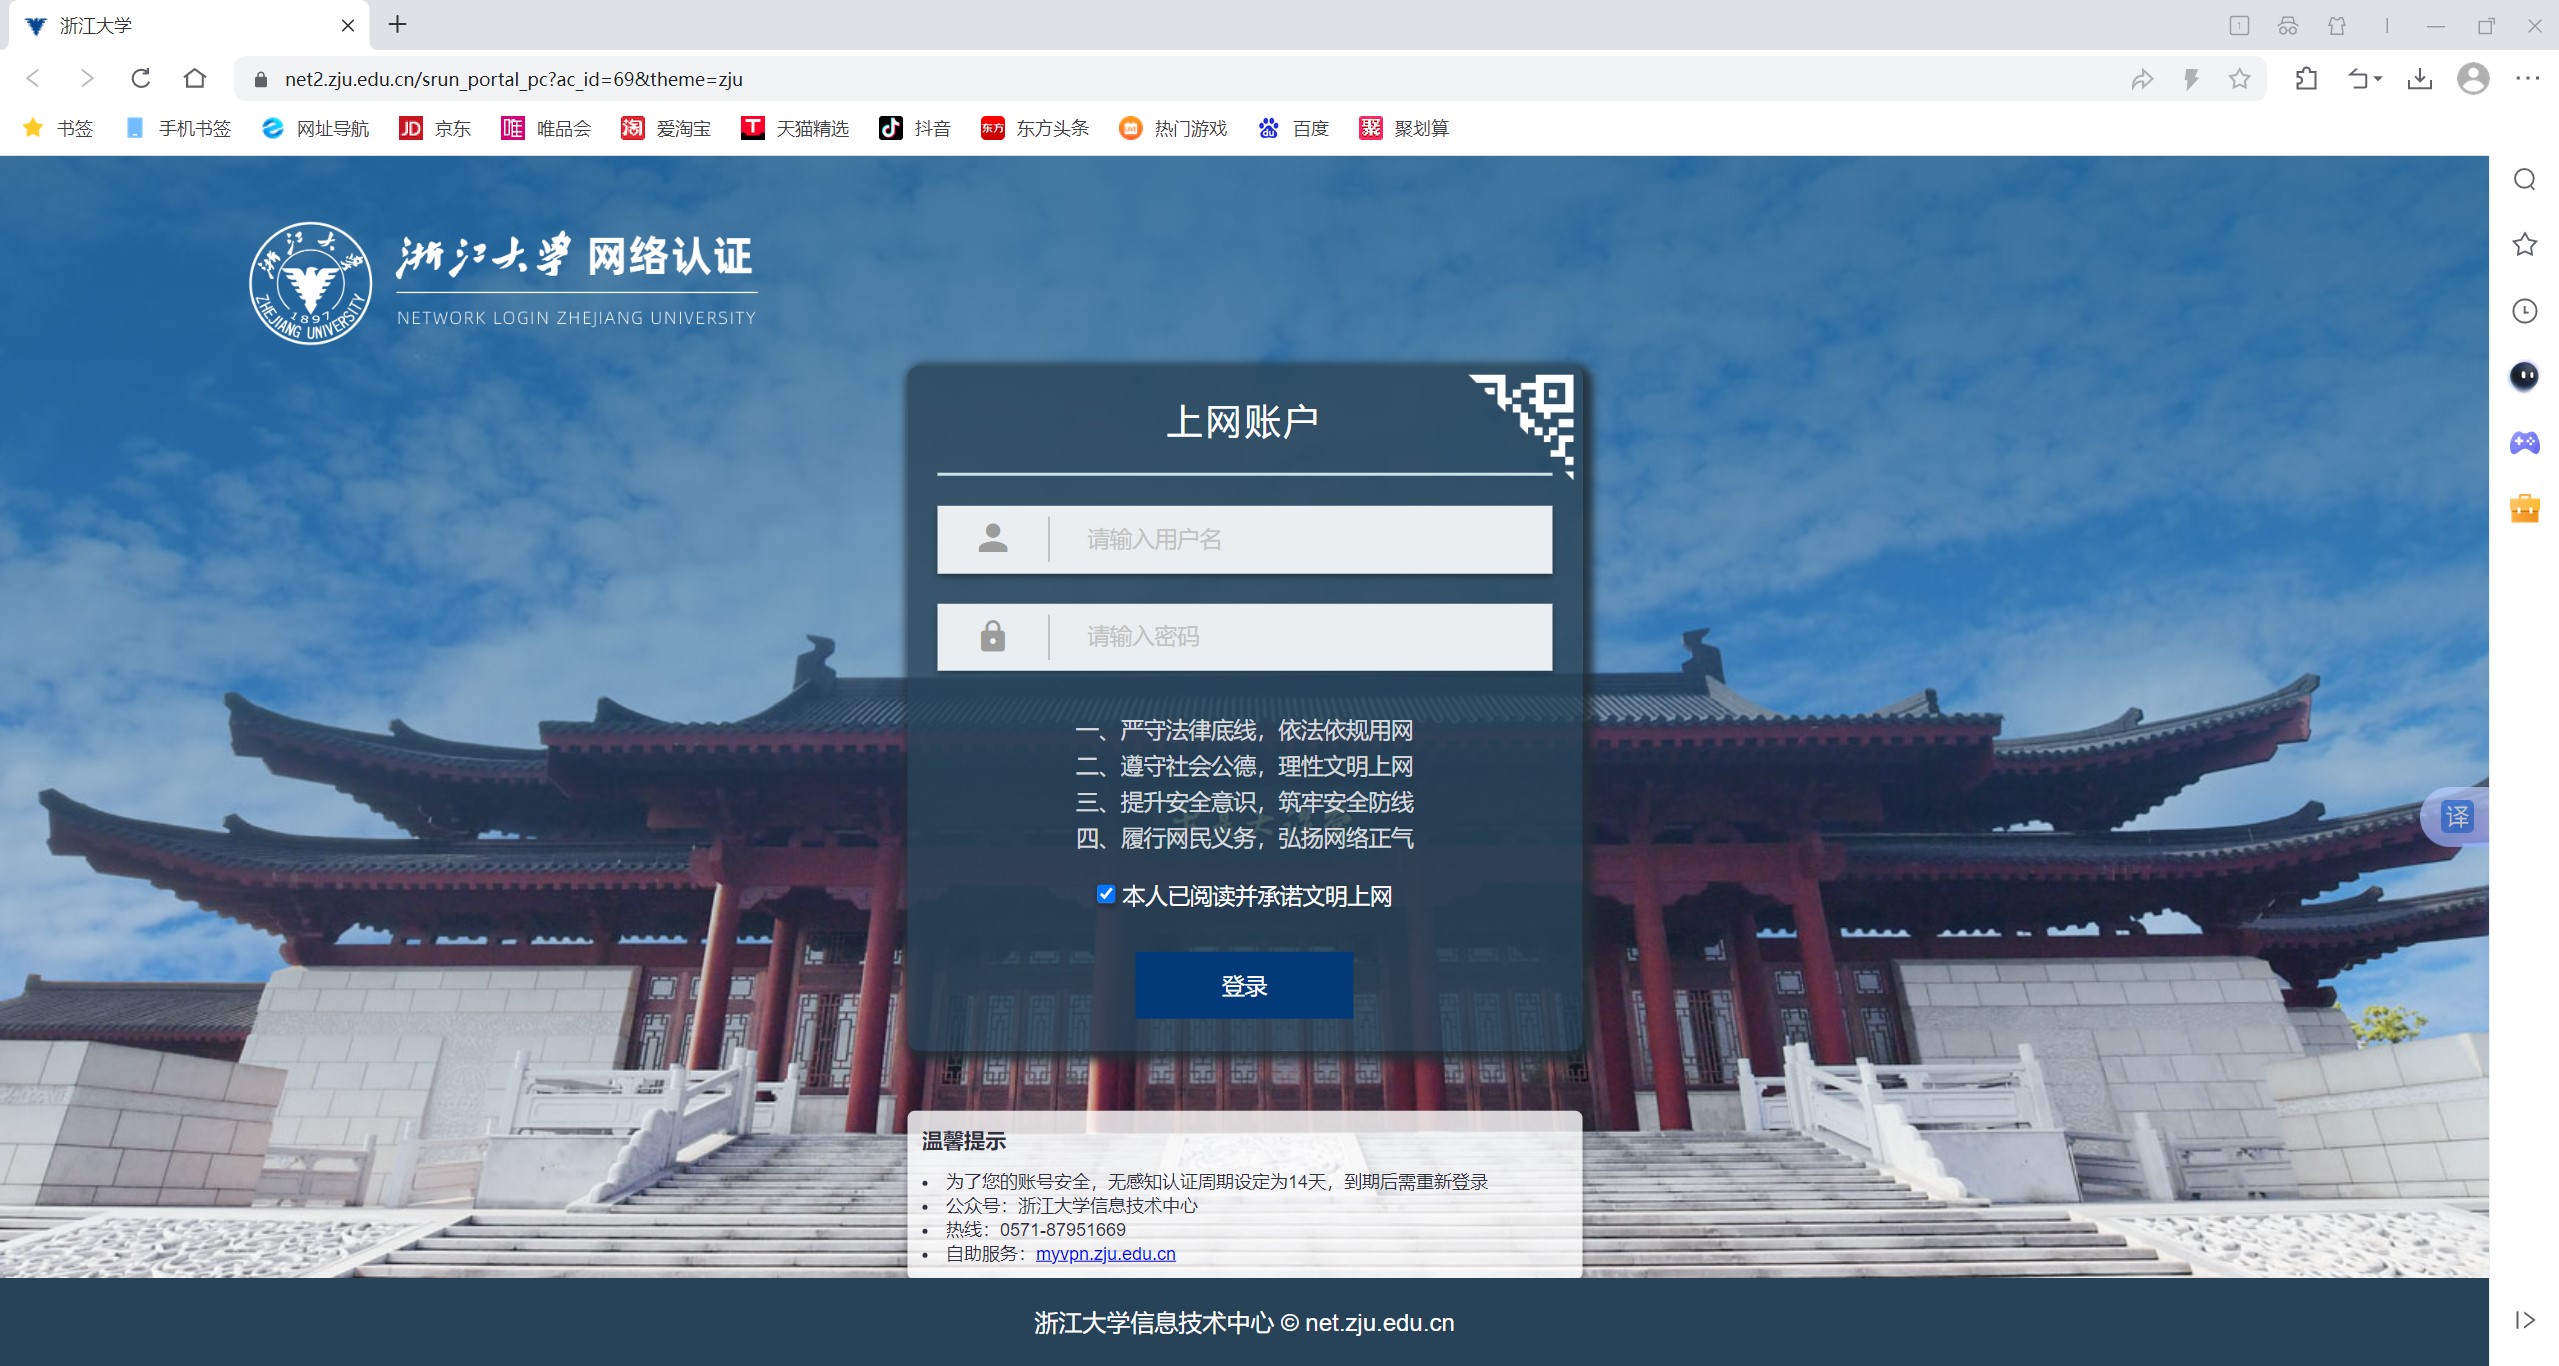 浙江大学
net2.zju.edu.cn/srun_portal_pc?ac_id=69&theme=zju
书签 手机书签 网址导航 JD 京东 唯 唯品会 淘 爱淘宝 T 天猫精选 抖音 东方 东方头条 热门游戏 du 百度 聚 聚划算
浙江大学 网络认证
NETWORK LOGIN ZHEJIANG UNIVERSITY
浙江大学
1897
ZHEJIANG UNIVERSITY
上网账户
请输入用户名
请输入密码
一、严守法律底线，依法依规用网
二、遵守社会公德，理性文明上网
三、提升安全意识，筑牢安全防线
四、履行网民义务，弘扬网络正气
本人已阅读并承诺文明上网
登录
译
温馨提示
• 为了您的账号安全，无感知认证周期设定为14天，到期后需重新登录
• 公众号：浙江大学信息技术中心
• 热线：0571-87951669
• 自助服务：myvpn.zju.edu.cn
浙江大学信息技术中心 © net.zju.edu.cn